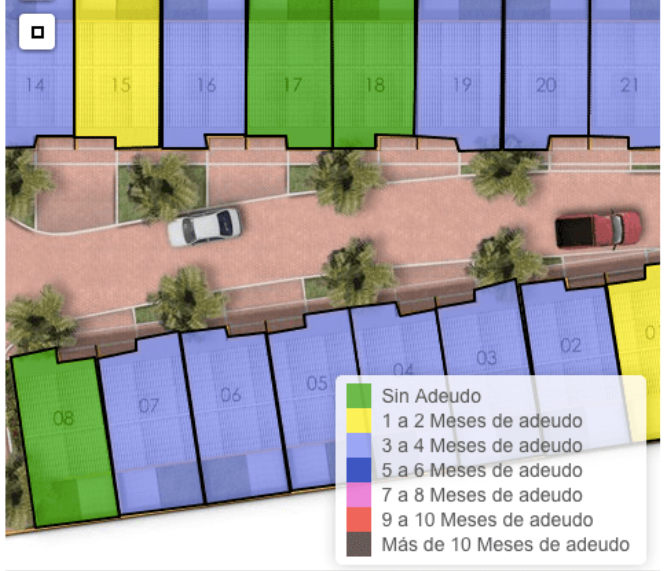 14 15 16 17 18 19 20 21
08 07 06 05 04 03 02 0
Sin Adeudo
1 a 2 Meses de adeudo
3 a 4 Meses de adeudo
5 a 6 Meses de adeudo
7 a 8 Meses de adeudo
9 a 10 Meses de adeudo
Más de 10 Meses de adeudo